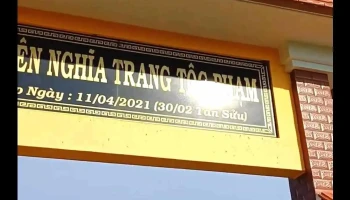 NGHĨA TRANG TỘC PHẠM
Ngày : 11/04/2021 (30/02 Tân Sửu)